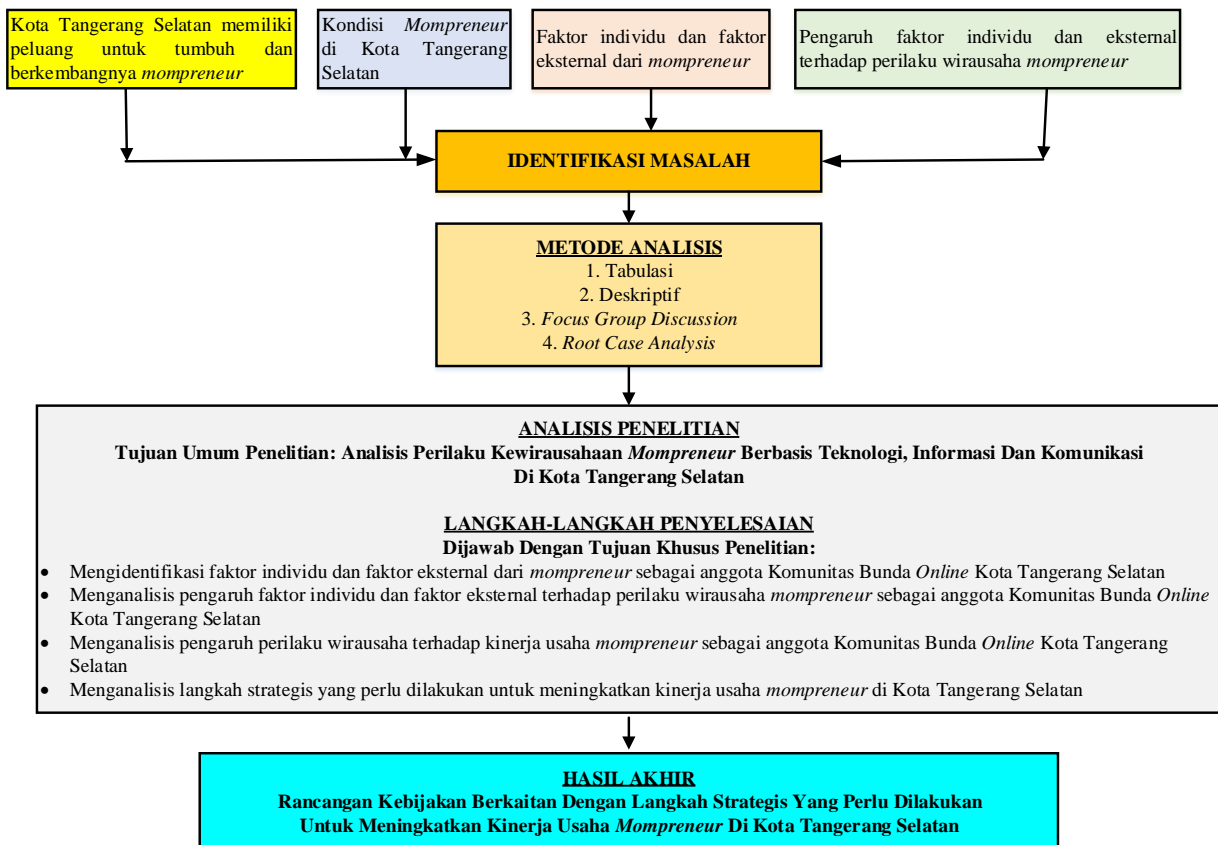 Kota Tangerang Selatan memiliki
peluang untuk tumbuh dan
berkembangnya mompreneur
Kondisi Mompreneur
di Kota Tangerang
Selatan
Faktor individu dan faktor
eksternal dari mompreneur
Pengaruh faktor individu dan eksternal
terhadap perilaku wirausaha mompreneur
IDENTIFIKASI MASALAH
METODE ANALISIS
1. Tabulasi
2. Deskriptif
3. Focus Group Discussion
4. Root Case Analysis
ANALISIS PENELITIAN
Tujuan Umum Penelitian: Analisis Perilaku Kewirausahaan Mompreneur Berbasis Teknologi, Informasi Dan Komunikasi
Di Kota Tangerang Selatan
LANGKAH-LANGKAH PENYELESAIAN
Dijawab Dengan Tujuan Khusus Penelitian:
• Mengidentifikasi faktor individu dan faktor eksternal dari mompreneur sebagai anggota Komunitas Bunda Online Kota Tangerang Selatan
• Menganalisis pengaruh faktor individu dan faktor eksternal terhadap perilaku wirausaha mompreneur sebagai anggota Komunitas Bunda Online
Kota Tangerang Selatan
• Menganalisis pengaruh perilaku wirausaha terhadap kinerja usaha mompreneur sebagai anggota Komunitas Bunda Online Kota Tangerang
Selatan
• Menganalisis langkah strategis yang perlu dilakukan untuk meningkatkan kinerja usaha mompreneur di Kota Tangerang Selatan
HASIL AKHIR
Rancangan Kebijakan Berkaitan Dengan Langkah Strategis Yang Perlu Dilakukan
Untuk Meningkatkan Kinerja Usaha Mompreneur Di Kota Tangerang Selatan